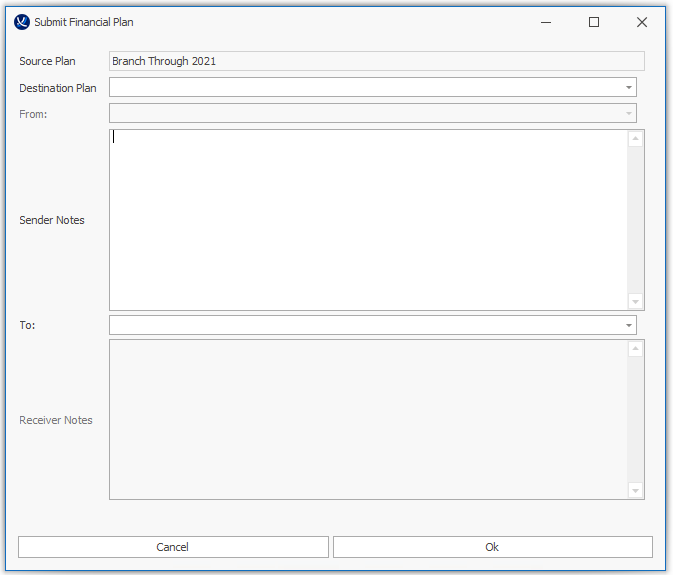 Submit Financial Plan
Source Plan Branch Through 2021
Destination Plan
From:
Sender Notes
To:
Receiver Notes
Cancel Ok